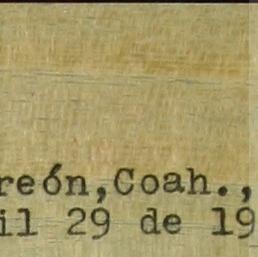 reón,Coah.,
il 29 de 19